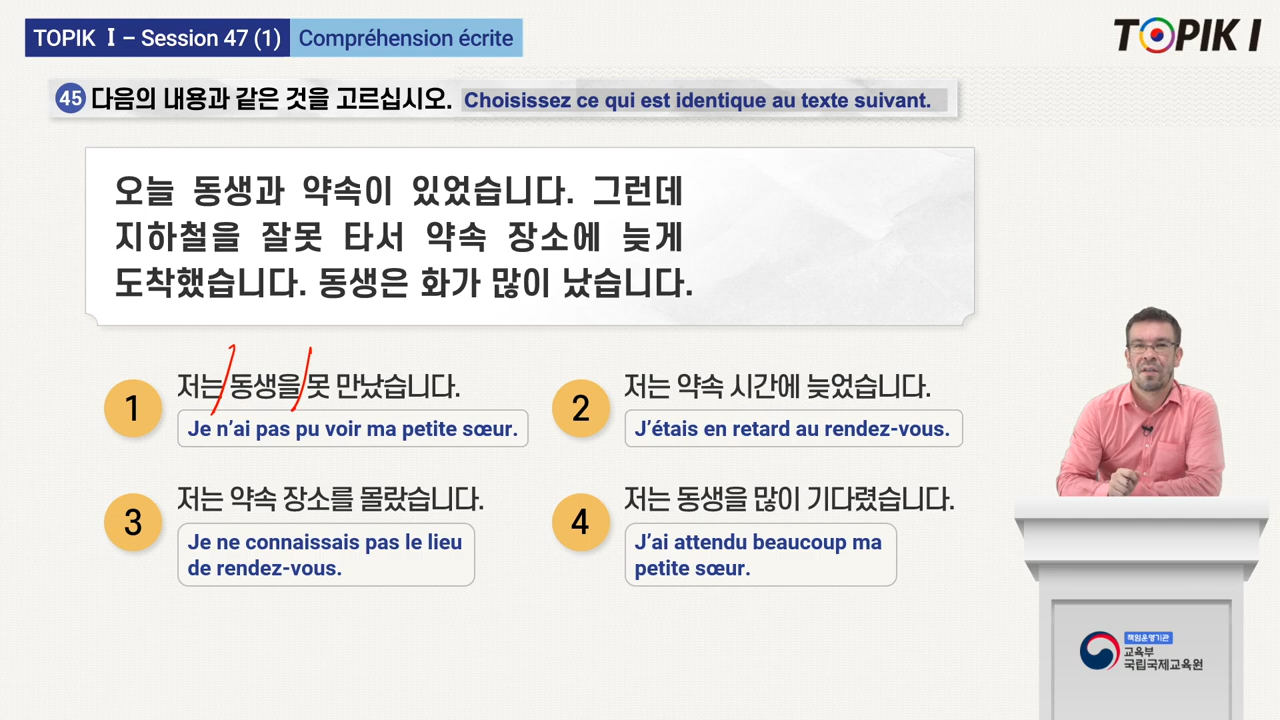 TOPIK Ⅰ – Session 47 (1) Compréhension écrite
TOPIK I
45 다음의 내용과 같은 것을 고르십시오. Choisissez ce qui est identique au texte suivant.
오늘 동생과 약속이 있었습니다. 그런데
지하철을 잘못 타서 약속 장소에 늦게
도착했습니다. 동생은 화가 많이 났습니다.
1 저는 동생을 못 만났습니다.
Je n’ai pas pu voir ma petite sœur.
2 저는 약속 시간에 늦었습니다.
J’étais en retard au rendez-vous.
3 저는 약속 장소를 몰랐습니다.
Je ne connaissais pas le lieu
de rendez-vous.
4 저는 동생을 많이 기다렸습니다.
J’ai attendu beaucoup ma
petite sœur.
책임운영기관
교육부
국립국제교육원